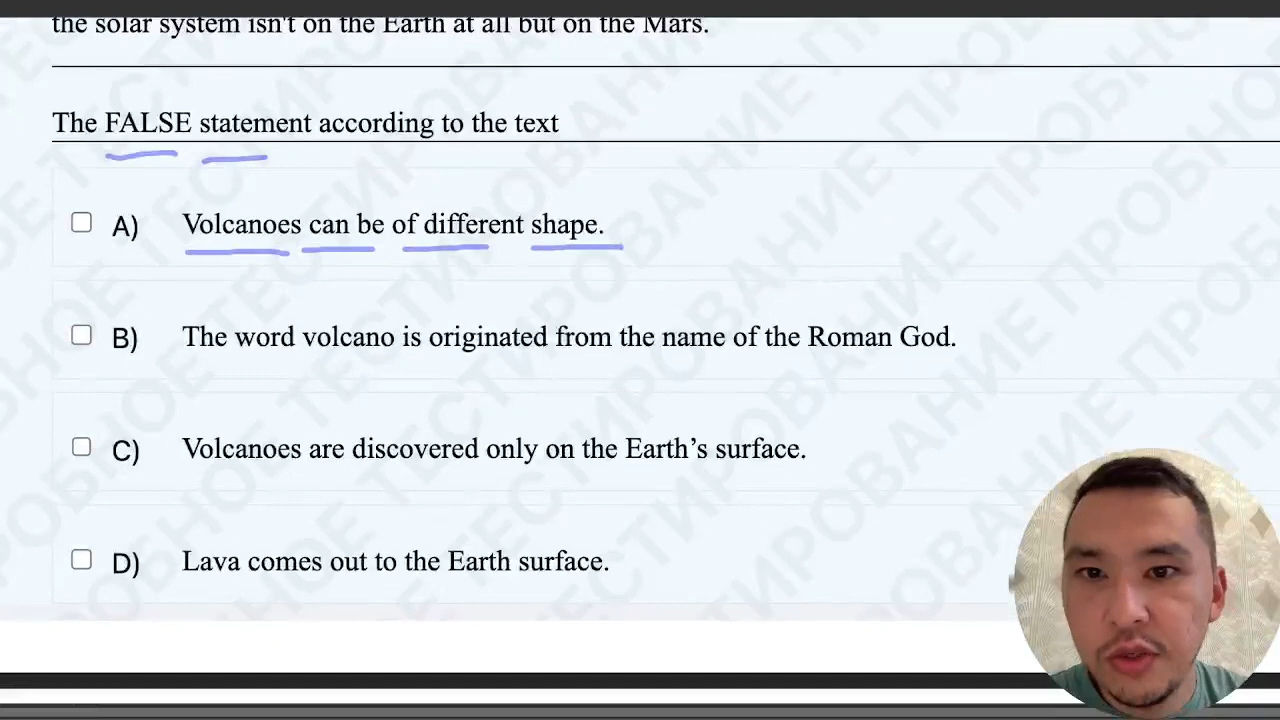 the solar system isn't on the Earth at all but on the Mars.
The FALSE statement according to the text
A) Volcanoes can be of different shape.
B) The word volcano is originated from the name of the Roman God.
C) Volcanoes are discovered only on the Earth’s surface.
D) Lava comes out to the Earth surface.
ПРОБНОЕ ТЕСТИРОВАНИЕ